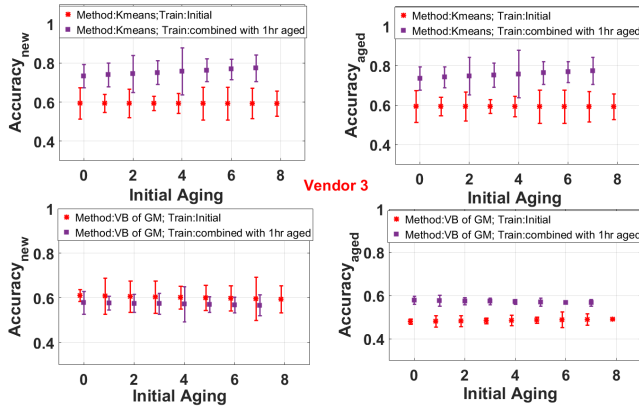 Method:Kmeans;Train:Initial
Method:Kmeans; Train:combined with 1hr aged
Accuracy_new
1
0.8
0.6
0.4
0 2 4 6 8
Initial Aging
Method:Kmeans; Train:Initial
Method:Kmeans; Train:combined with 1hr aged
Accuracy_aged
1
0.8
0.6
0.4
0 2 4 6 8
Initial Aging
Vendor 3
Method:VB of GM; Train:Initial
Method:VB of GM; Train:combined with 1hr aged
Accuracy_new
1
0.8
0.6
0.4
0 2 4 6 8
Initial Aging
Method:VB of GM; Train:Initial
Method:VB of GM; Train:combined with 1hr aged
Accuracy_aged
1
0.8
0.6
0.4
0 2 4 6 8
Initial Aging